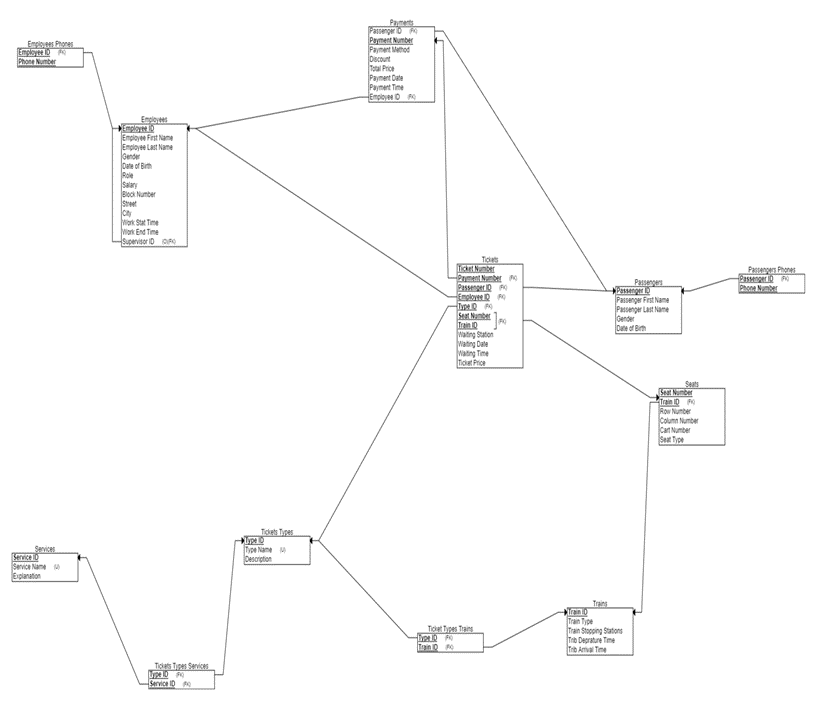 Payments
Passenger ID (Fk)
Payment Number
Payment Method
Discount
Total Price
Payment Date
Payment Time
Employee ID (Fk)
Employees Phones
Employee ID (Fk)
Phone Number
Employees
Employee ID
Employee First Name
Employee Last Name
Gender
Date of Birth
Role
Salary
Block Number
Street
City
Work Stat Time
Work End Time
Supervisor ID (O)(Fk)
Tickets
Ticket Number
Payment Number (Fk)
Passenger ID (Fk)
Employee ID (Fk)
Type ID (Fk)
Seat Number
Train ID (Fk)
Waiting Station
Waiting Date
Waiting Time
Ticket Price
Passengers
Passenger ID
Passenger First Name
Passenger Last Name
Gender
Date of Birth
Passengers Phones
Passenger ID (Fk)
Phone Number
Seats
Seat Number
Train ID (Fk)
Row Number
Column Number
Cart Number
Seat Type
Tickets Types
Type ID
Type Name (U)
Description
Services
Service ID
Service Name (U)
Explanation
Trains
Train ID
Train Type
Train Stopping Stations
Trib Deprature Time
Trib Arrival Time
Ticket Types Trains
Type ID (Fk)
Train ID (Fk)
Tickets Types Services
Type ID (Fk)
Service ID (Fk)